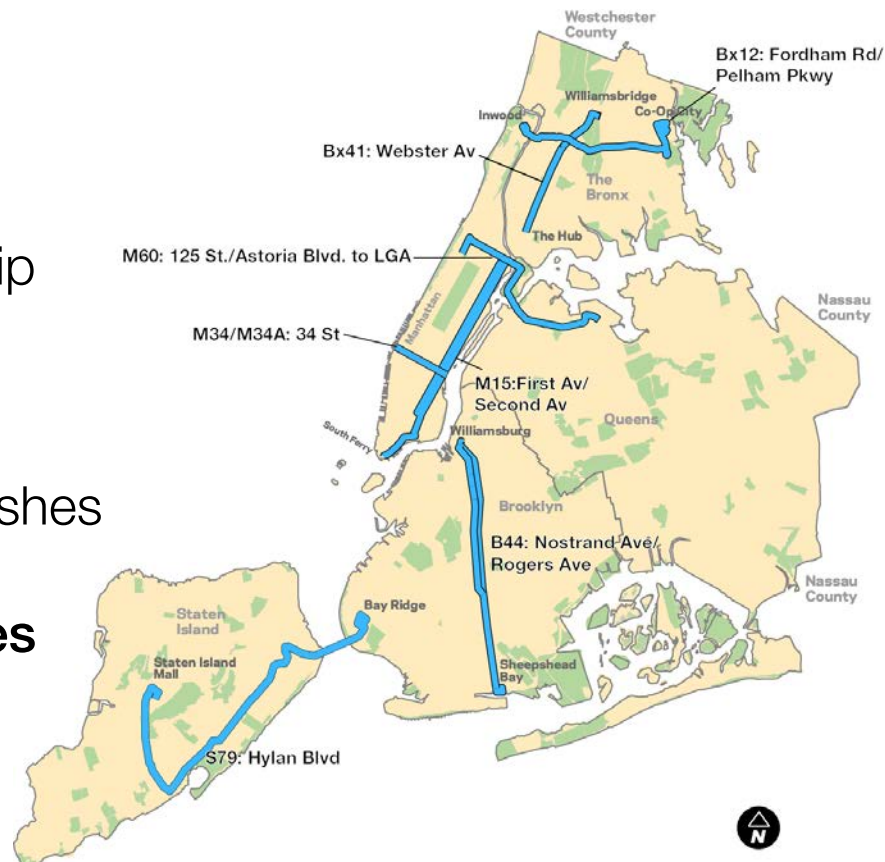 Westchester
County
Bx12: Fordham Rd/
Pelham Pkwy
Williamsbridge
Co-Op City
Inwood
Bx41: Webster Av
The
Bronx
The Hub
ip
M60: 125 St./Astoria Blvd. to LGA
Nassau
County
Manhattan
M34/M34A: 34 St
M15:First Av/
Second Av
Queens
South Ferry
Williamsburg
shes
Brooklyn
B44: Nostrand Ave/
Rogers Ave
Nassau
County
Bay Ridge
Staten
Island
es
Staten Island
Mall
Sheepshead
Bay
S79: Hylan Blvd
N